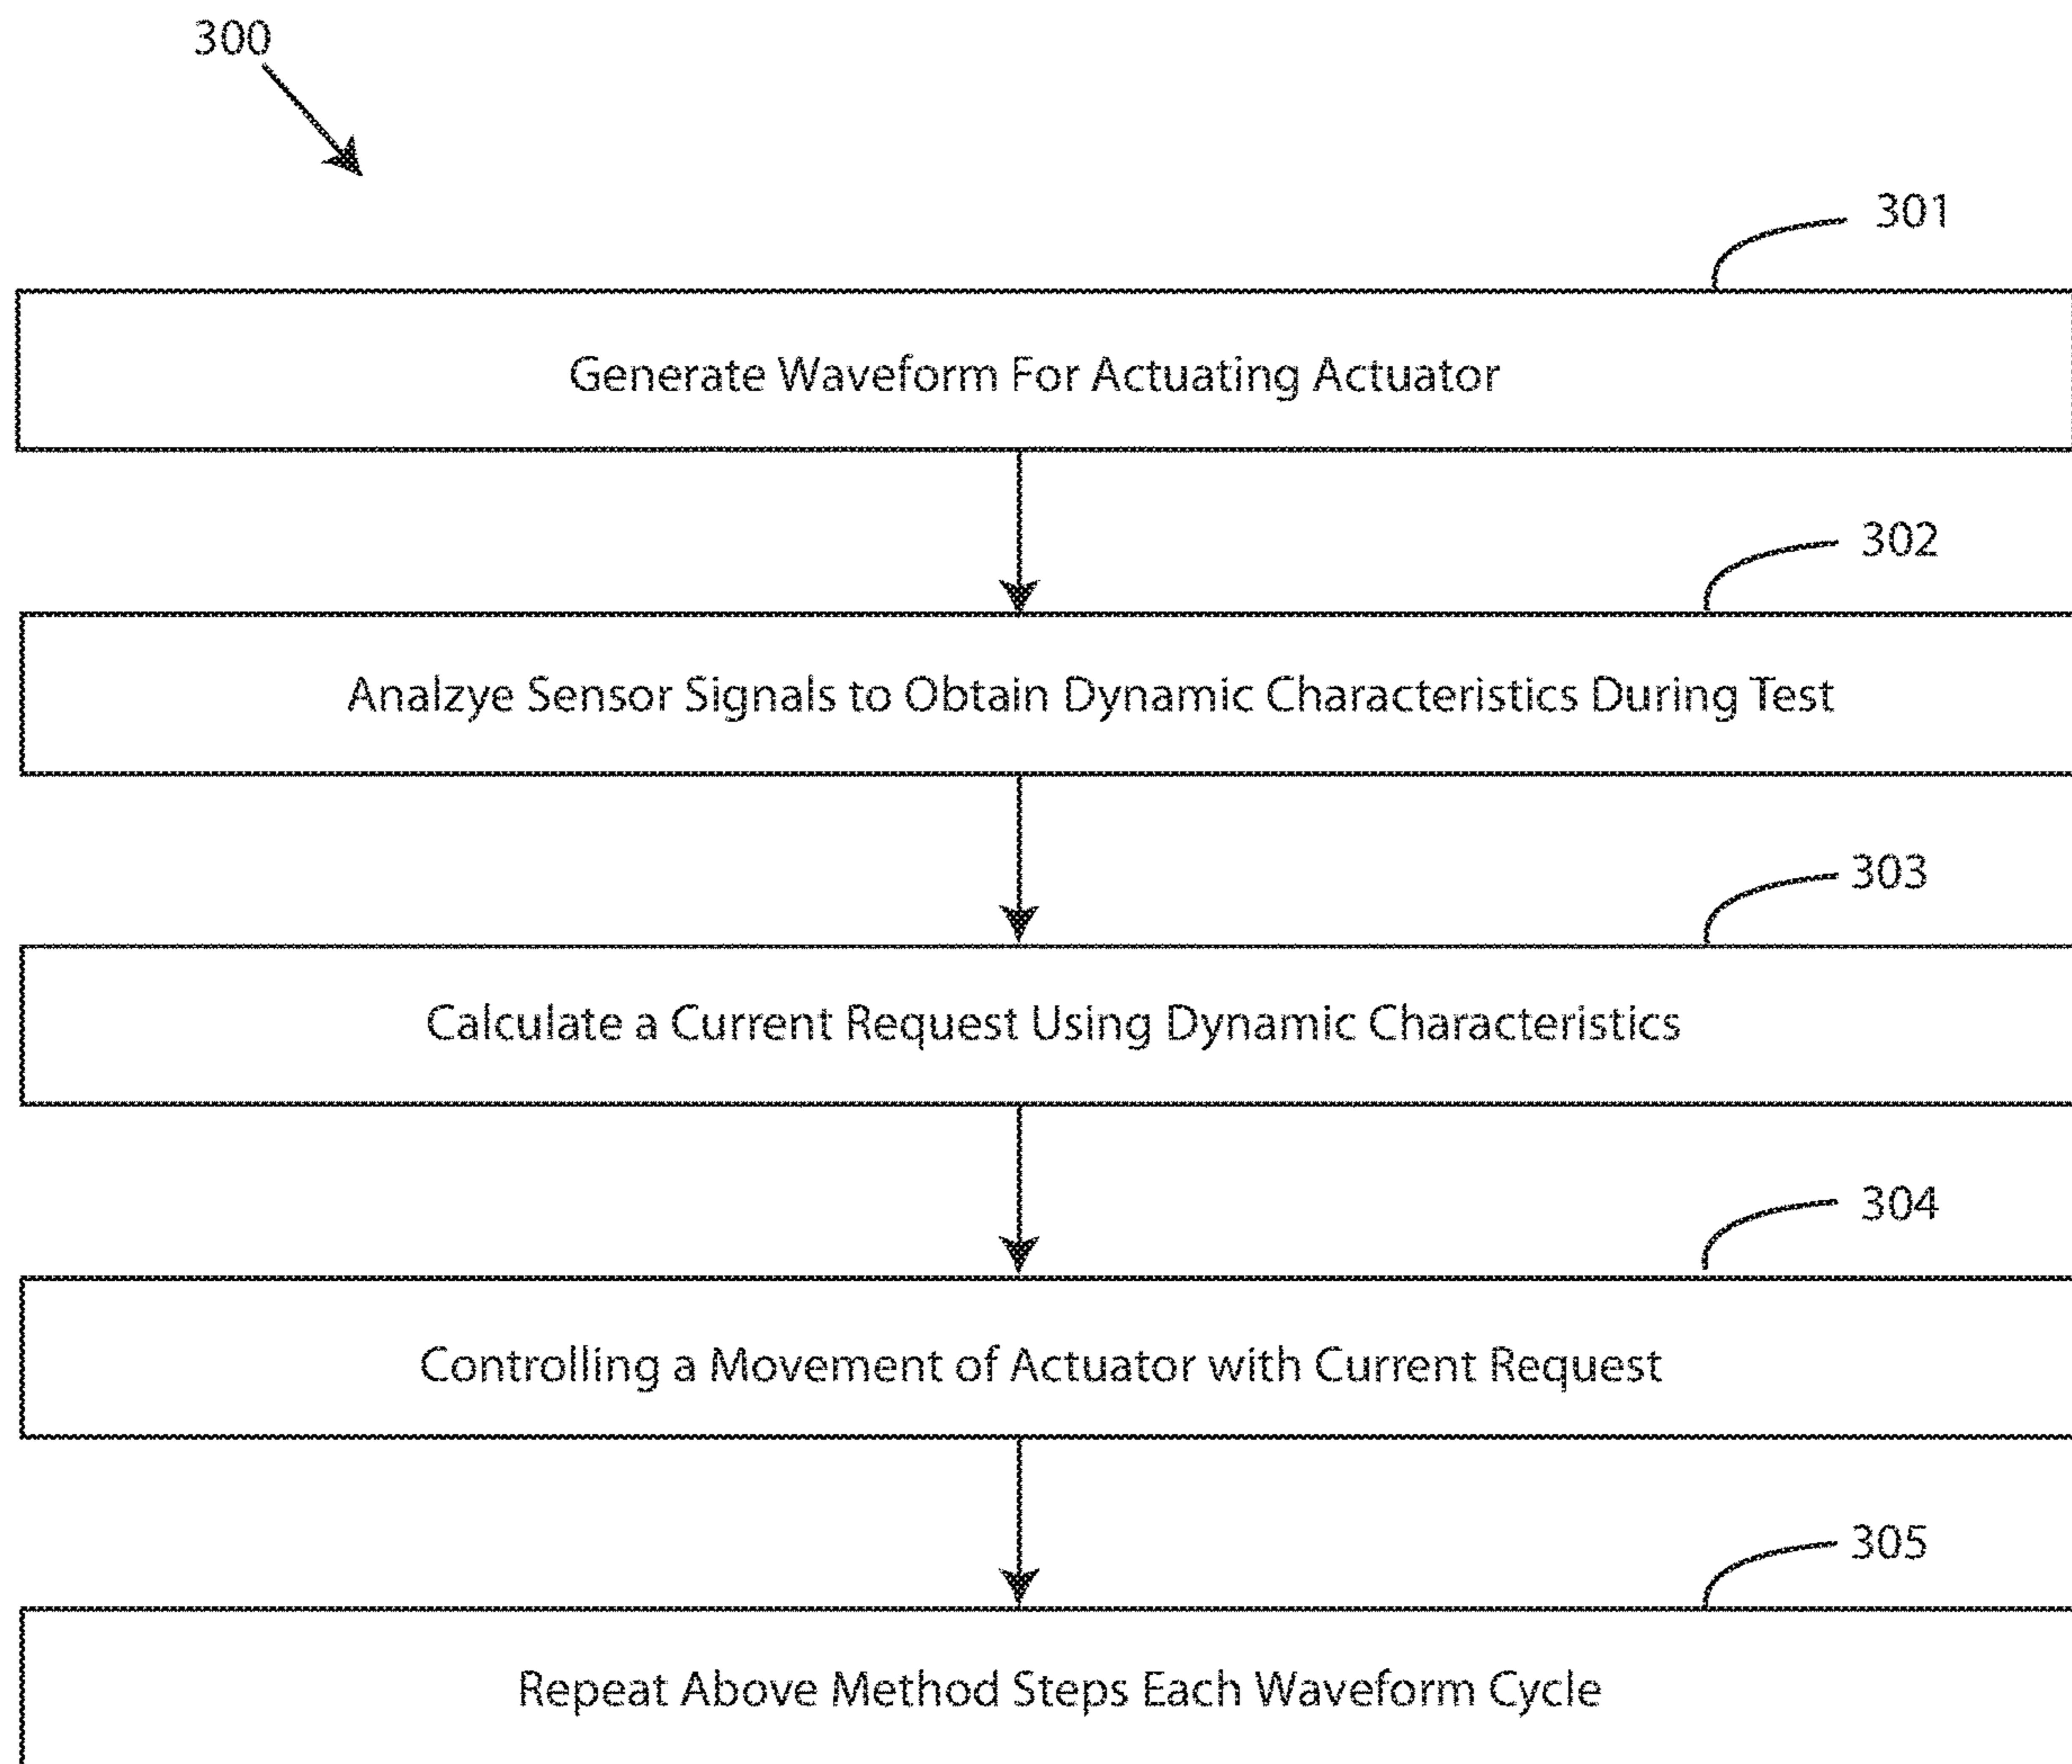 300
301
Generate Waveform For Actuating Actuator
302
Analzye Sensor Signals to Obtain Dynamic Characteristics During Test
303
Calculate a Current Request Using Dynamic Characteristics
304
Controlling a Movement of Actuator with Current Request
305
Repeat Above Method Steps Each Waveform Cycle